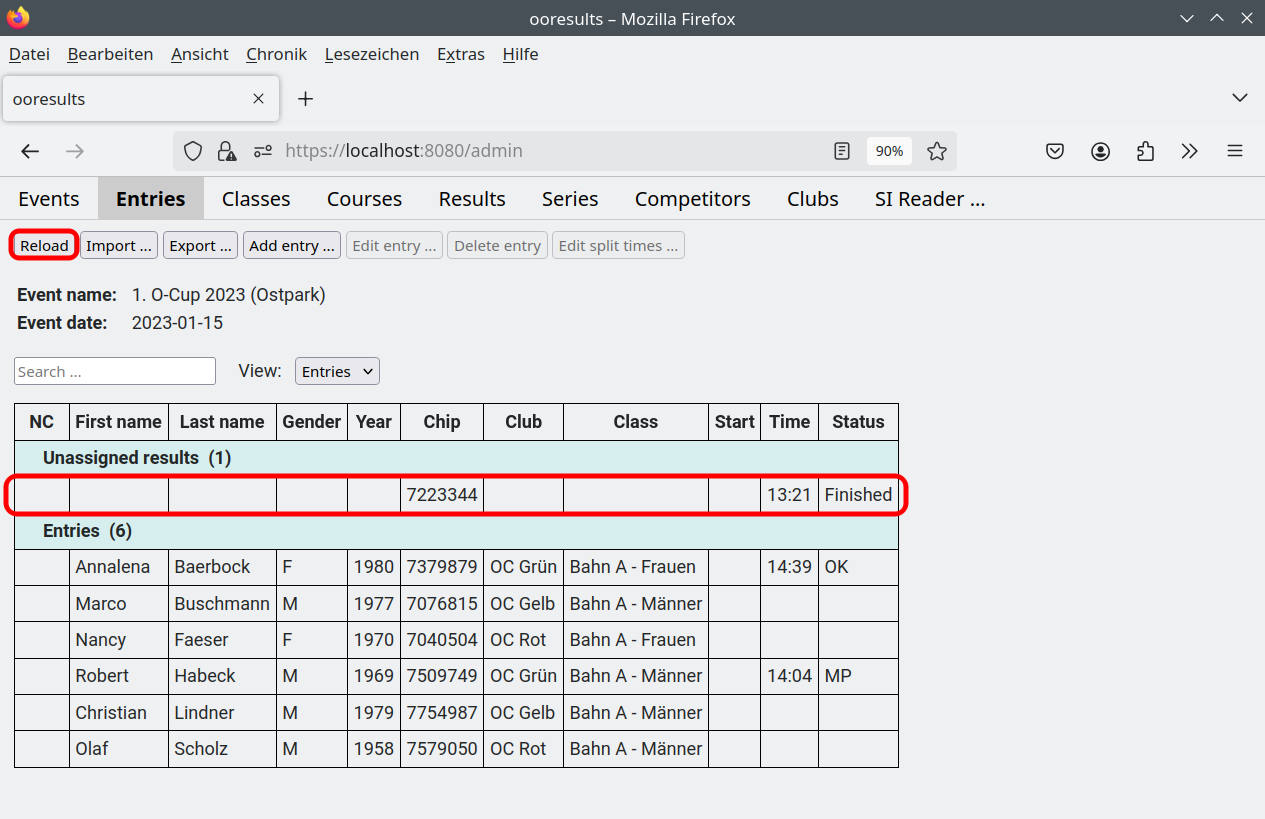 ooresults – Mozilla Firefox
Datei Bearbeiten Ansicht Chronik Lesezeichen Extras Hilfe
ooresults
https://localhost:8080/admin 90%
Events Entries Classes Courses Results Series Competitors Clubs SI Reader ...
Reload Import ... Export ... Add entry ... Edit entry ... Delete entry Edit split times ...
Event name: 1. O-Cup 2023 (Ostpark)
Event date: 2023-01-15
Search ... View: Entries
NC First name Last name Gender Year Chip Club Class Start Time Status
Unassigned results (1)
7223344 13:21 Finished
Entries (6)
Annalena Baerbock F 1980 7379879 OC Grün Bahn A - Frauen 14:39 OK
Marco Buschmann M 1977 7076815 OC Gelb Bahn A - Männer
Nancy Faeser F 1970 7040504 OC Rot Bahn A - Frauen
Robert Habeck M 1969 7509749 OC Grün Bahn A - Männer 14:04 MP
Christian Lindner M 1979 7754987 OC Gelb Bahn A - Männer
Olaf Scholz M 1958 7579050 OC Rot Bahn A - Männer